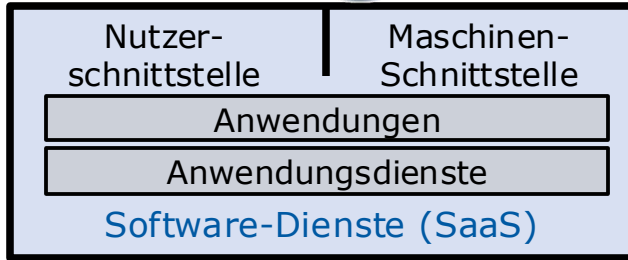 Nutzer-
schnittstelle
Maschinen-
Schnittstelle
Anwendungen
Anwendungsdienste
Software-Dienste (SaaS)